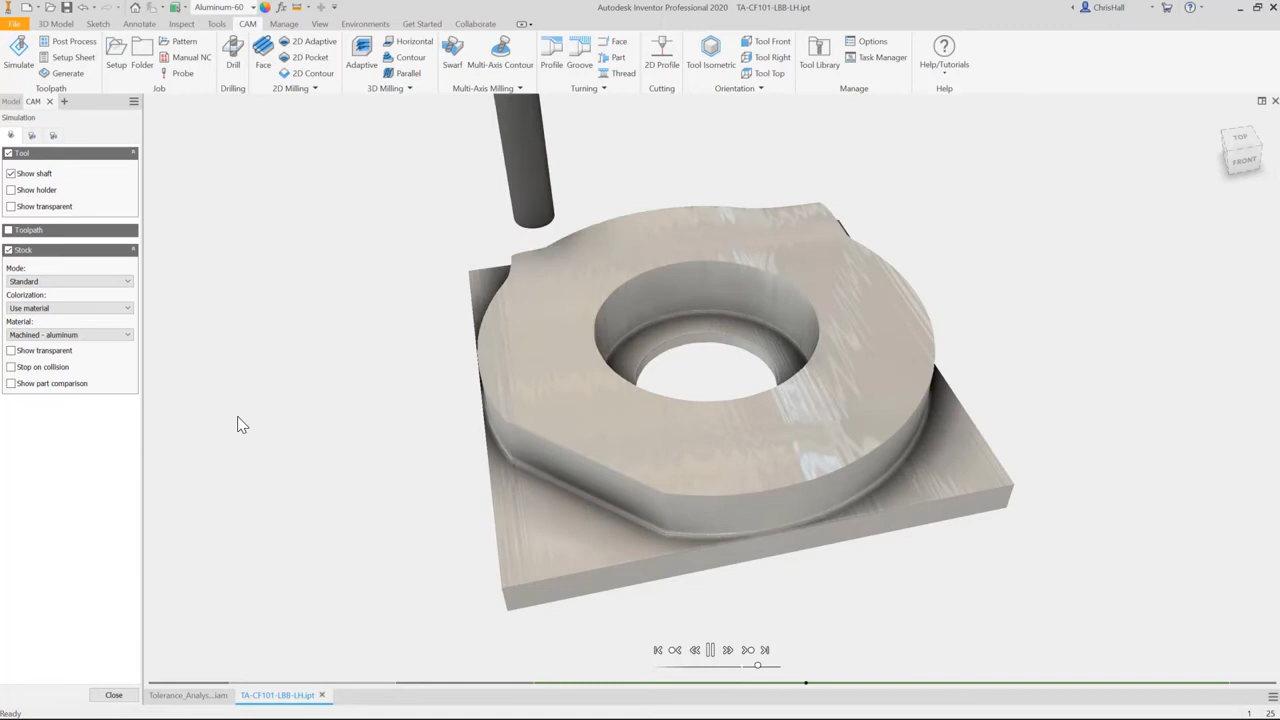 Aluminum-60
Autodesk Inventor Professional 2020 TA-CF101-LBB-LH.ipt
ChrisHall
File 3D Model Sketch Annotate Inspect Tools CAM Manage View Environments Get Started Collaborate
Post Process Pattern 2D Adaptive Horizontal Face Tool Front Options
Manual NC 2D Pocket Contour Part Tool Right Task Manager
Simulate Setup Sheet Setup Folder Drill Face Adaptive Swarf Multi-Axis Contour Profile Groove 2D Profile Tool Isometric Tool Library Help/Tutorials
Generate Probe 2D Contour Parallel Thread Tool Top
Toolpath Job Drilling 2D Milling 3D Milling Multi-Axis Milling Turning Cutting Orientation Manage Help
Model CAM
Simulation
Tool
Show shaft
Show holder
Show transparent
Toolpath
Stock
Mode:
Standard
Colorization:
Use material
Material:
Machined - aluminum
Show transparent
Stop on collision
Show part comparison
TOP
FRONT
Close
Tolerance_Analys...iam TA-CF101-LBB-LH.ipt
Ready 1 25